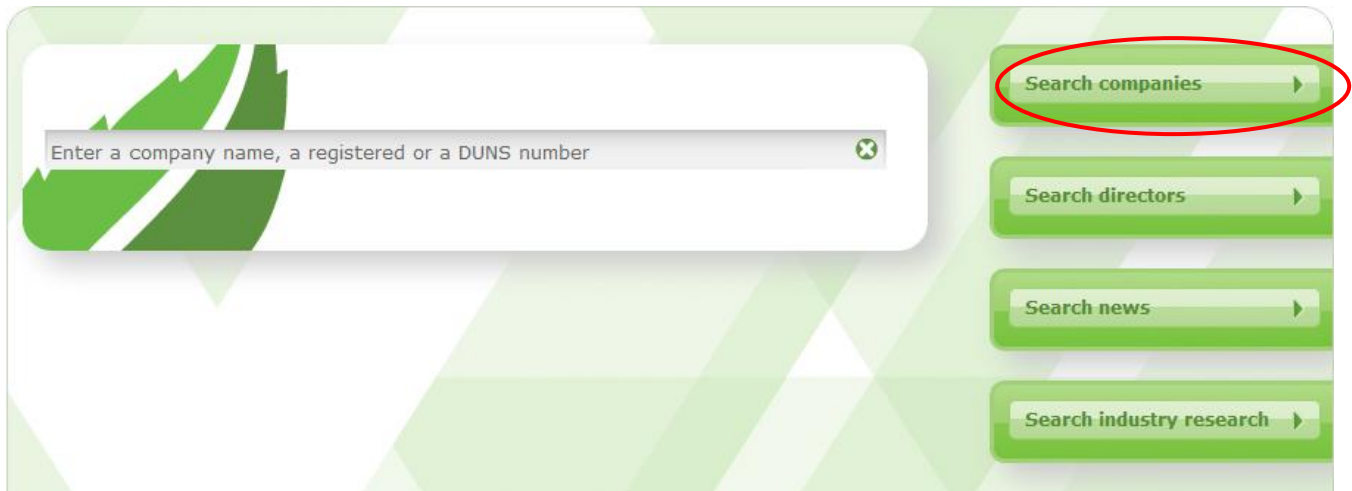 Enter a company name, a registered or a DUNS number
Search companies
Search directors
Search news
Search industry research